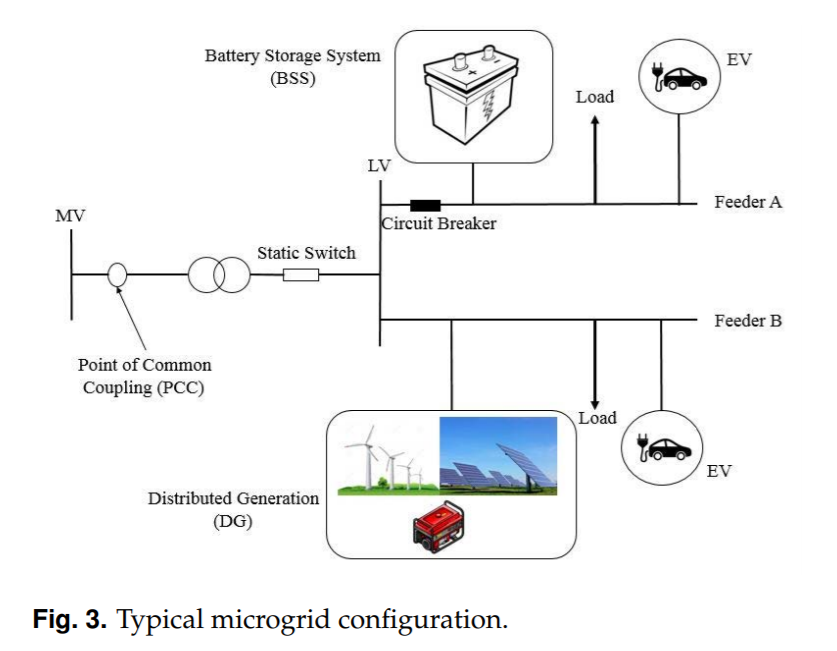 Battery Storage System
(BSS)
EV
Load
LV
MV
Feeder A
Circuit Breaker
Static Switch
Feeder B
Point of Common
Coupling (PCC)
Load
EV
Distributed Generation
(DG)
Fig. 3. Typical microgrid configuration.